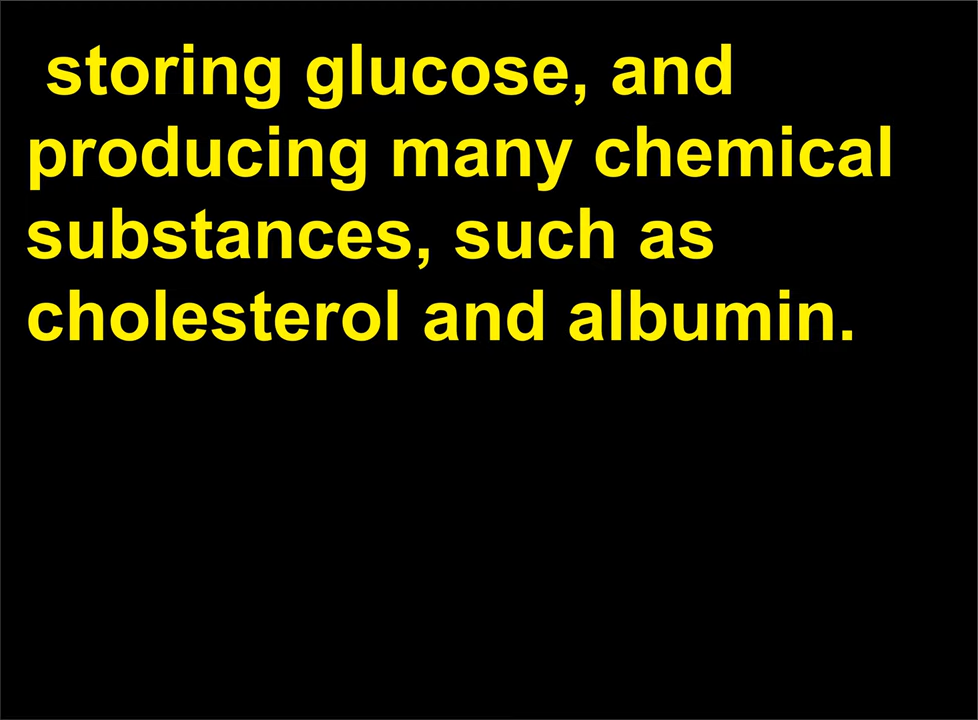 storing glucose, and
producing many chemical
substances, such as
cholesterol and albumin.